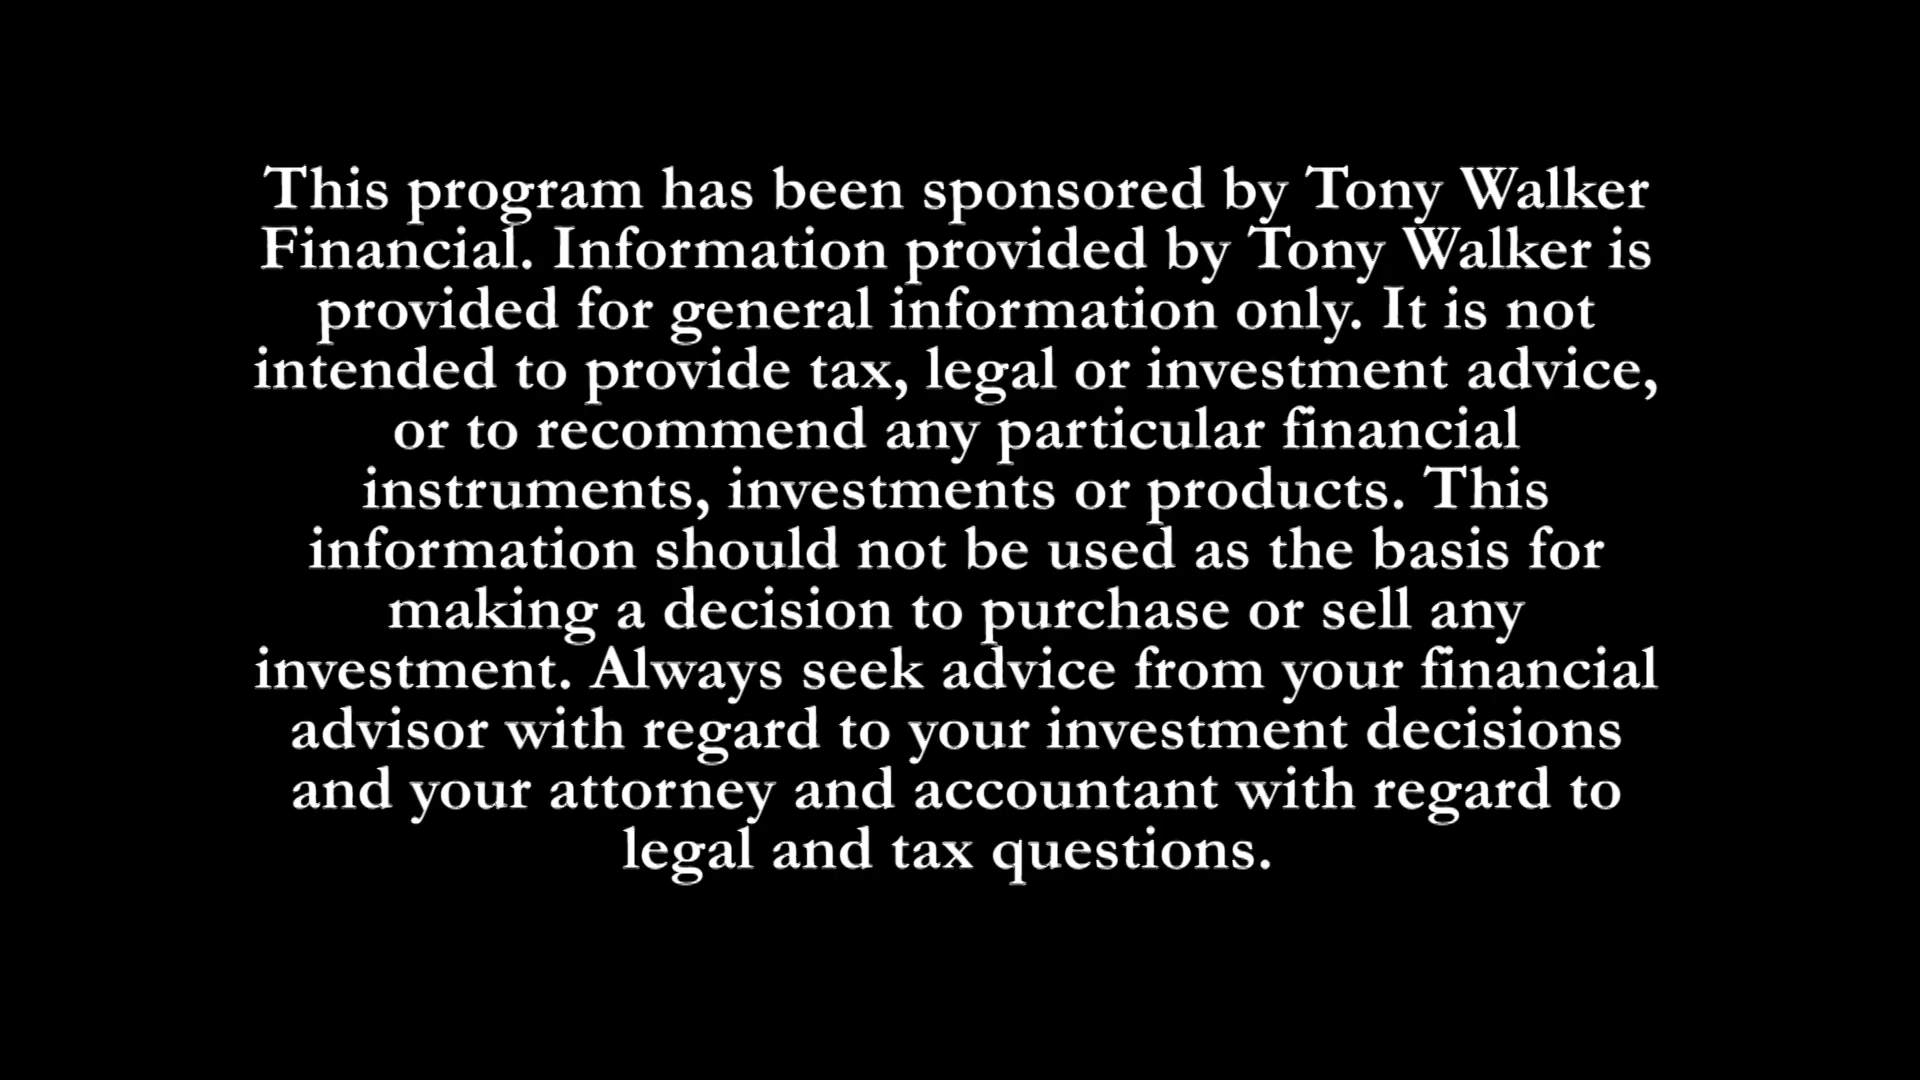 This program has been sponsored by Tony Walker
Financial. Information provided by Tony Walker is
provided for general information only. It is not
intended to provide tax, legal or investment advice,
or to recommend any particular financial
instruments, investments or products. This
information should not be used as the basis for
making a decision to purchase or sell any
investment. Always seek advice from your financial
advisor with regard to your investment decisions
and your attorney and accountant with regard to
legal and tax questions.